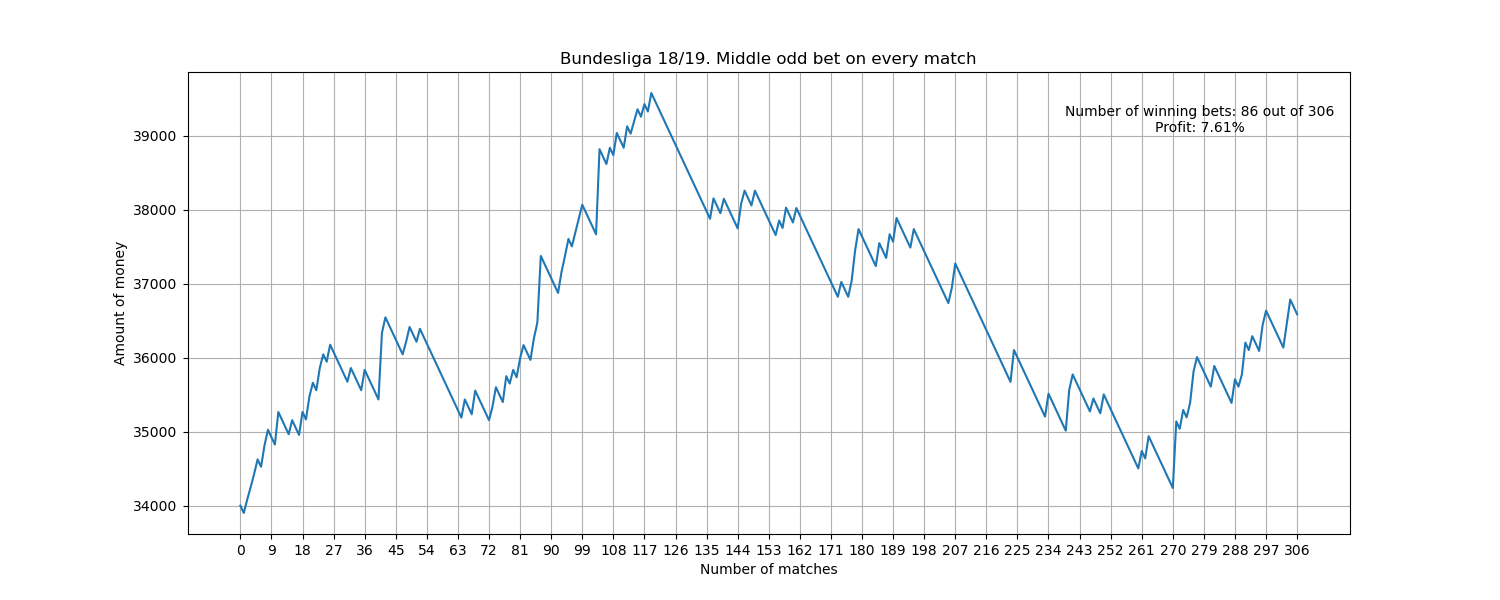 Bundesliga 18/19. Middle odd bet on every match
Number of winning bets: 86 out of 306
Profit: 7.61%
Amount of money
39000
38000
37000
36000
35000
34000
0 9 18 27 36 45 54 63 72 81 90 99 108 117 126 135 144 153 162 171 180 189 198 207 216 225 234 243 252 261 270 279 288 297 306
Number of matches